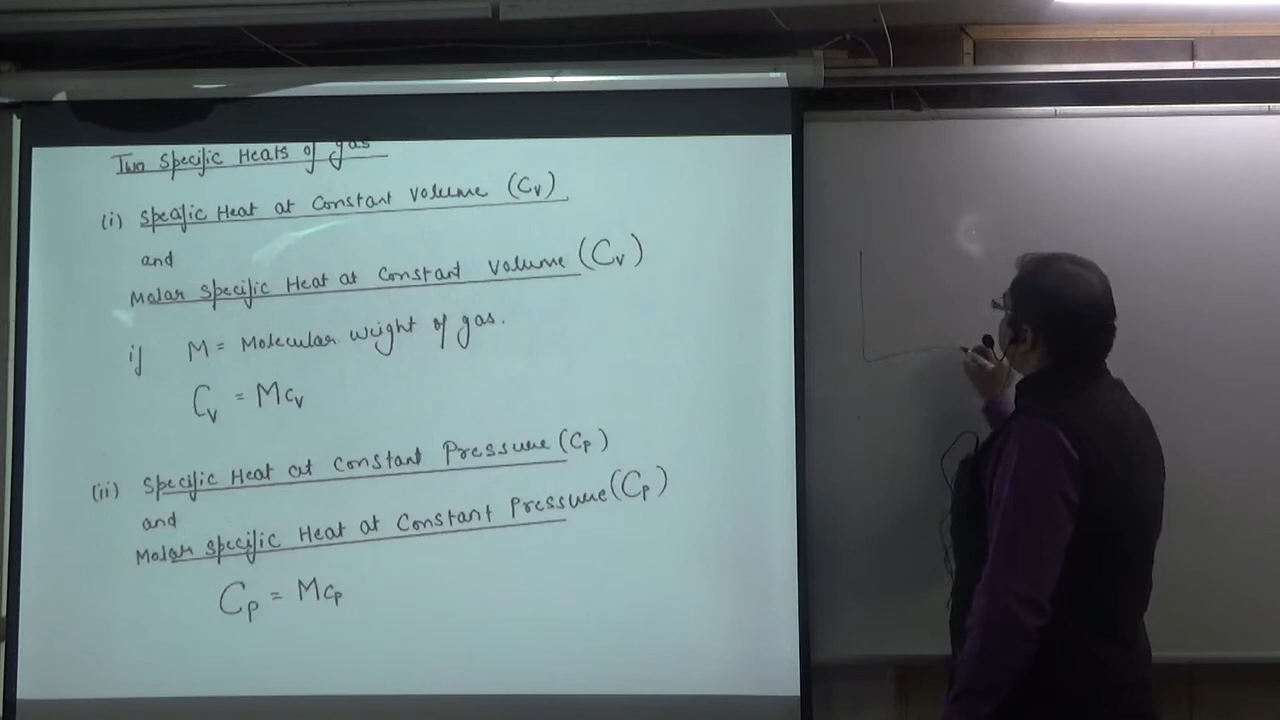 Two Specific Heats of gas
(i) Specific Heat at Constant Volume (cv)
and
Molar Specific Heat at Constant Volume (Cv)
if M = Molecular weight of gas.
Cv = Mcv
(ii) Specific Heat at Constant Pressure (cp)
and
Molar Specific Heat at Constant Pressure (Cp)
Cp = Mcp